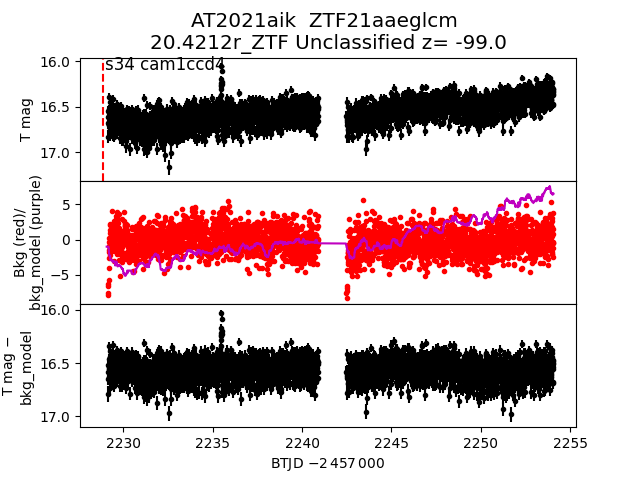 AT2021aik  ZTF21aaeglcm
20.4212r_ZTF Unclassified z= -99.0
s34 cam1ccd4
16.0
16.5
17.0
T mag
5
0
−5
Bkg (red)/
bkg_model (purple)
16.0
16.5
17.0
T mag −
bkg_model
2230 2235 2240 2245 2250 2255
BTJD −2 457 000